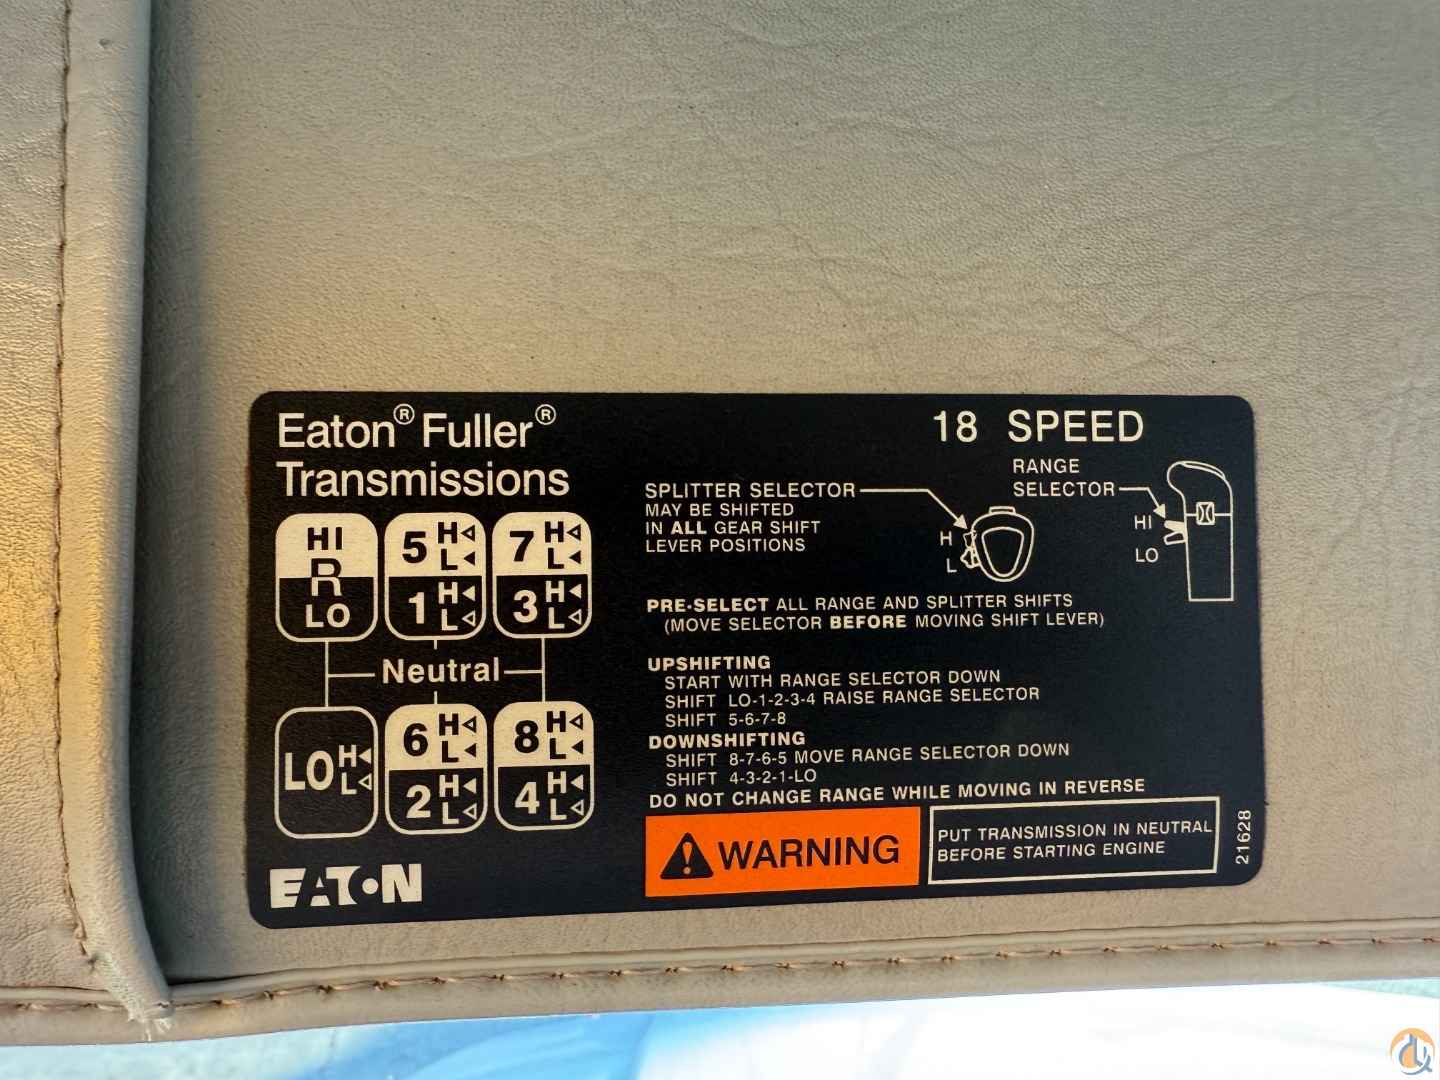 Eaton® Fuller®
Transmissions
18 SPEED
HI
R
LO
5 H L
1 H L
7 H L
3 H L
Neutral
LO H L
6 H L
2 H L
8 H L
4 H L
EATON
SPLITTER SELECTOR
MAY BE SHIFTED
IN ALL GEAR SHIFT
LEVER POSITIONS
H
L
RANGE
SELECTOR
HI
LO
PRE-SELECT ALL RANGE AND SPLITTER SHIFTS
(MOVE SELECTOR BEFORE MOVING SHIFT LEVER)
UPSHIFTING
START WITH RANGE SELECTOR DOWN
SHIFT LO-1-2-3-4 RAISE RANGE SELECTOR
SHIFT 5-6-7-8
DOWNSHIFTING
SHIFT 8-7-6-5 MOVE RANGE SELECTOR DOWN
SHIFT 4-3-2-1-LO
DO NOT CHANGE RANGE WHILE MOVING IN REVERSE
WARNING
PUT TRANSMISSION IN NEUTRAL
BEFORE STARTING ENGINE
21628